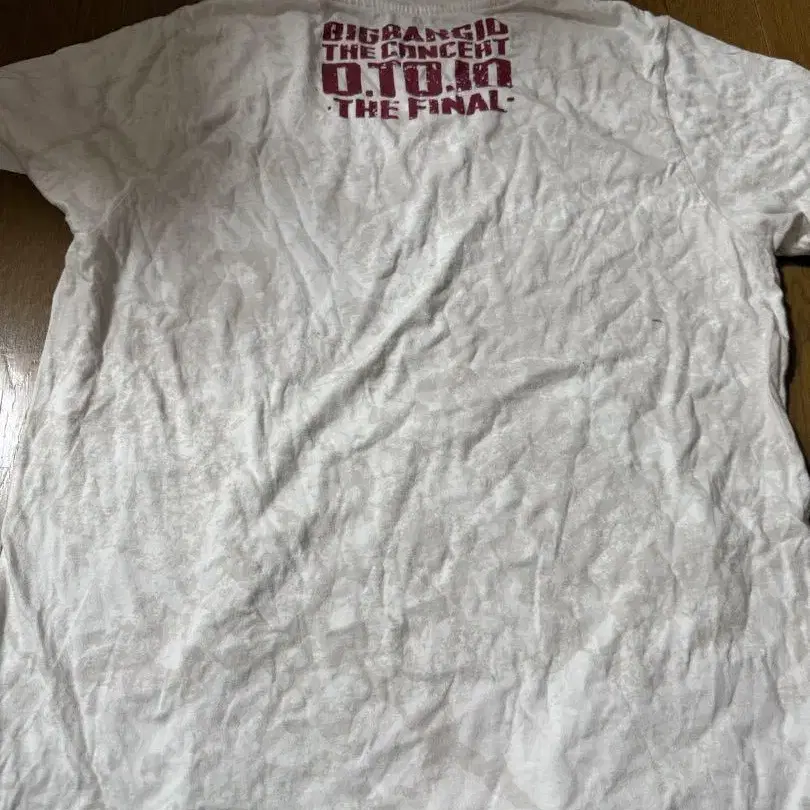 BIGBANG10
THE CONCERT
0.TO.10
·THE FINAL·